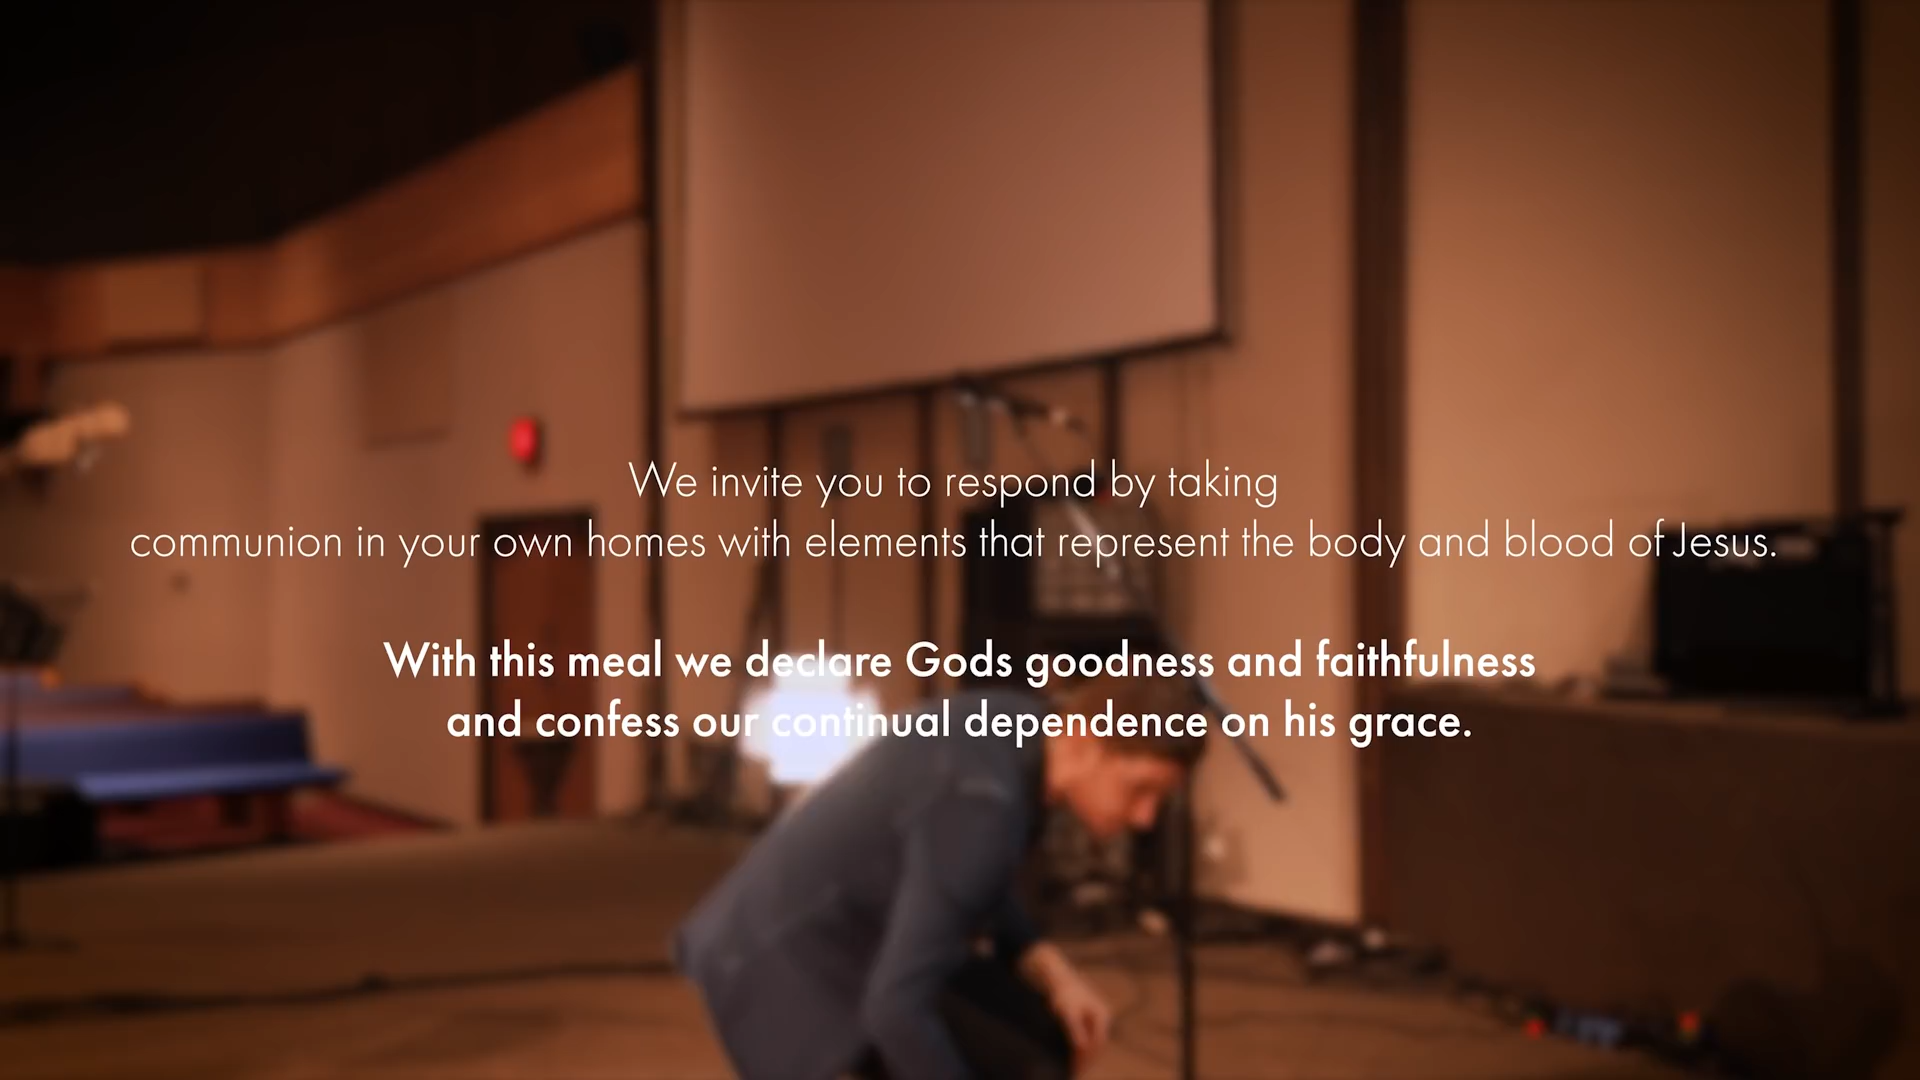 We invite you to respond by taking
communion in your own homes with elements that represent the body and blood of Jesus.
With this meal we declare Gods goodness and faithfulness
and confess our continual dependence on his grace.